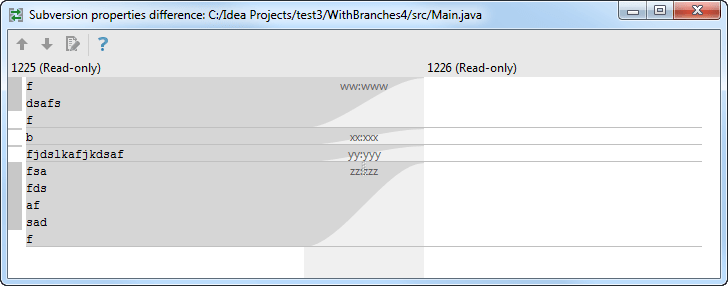 Subversion properties difference: C:/Idea Projects/test3/WithBranches4/src/Main.java
?
1225 (Read-only) 1226 (Read-only)
f ww:www
dsafs
f
b xx:xxx
fjdslkafjkdsaf yy:yyy
fsa zz:zzz
fds
af
sad
f